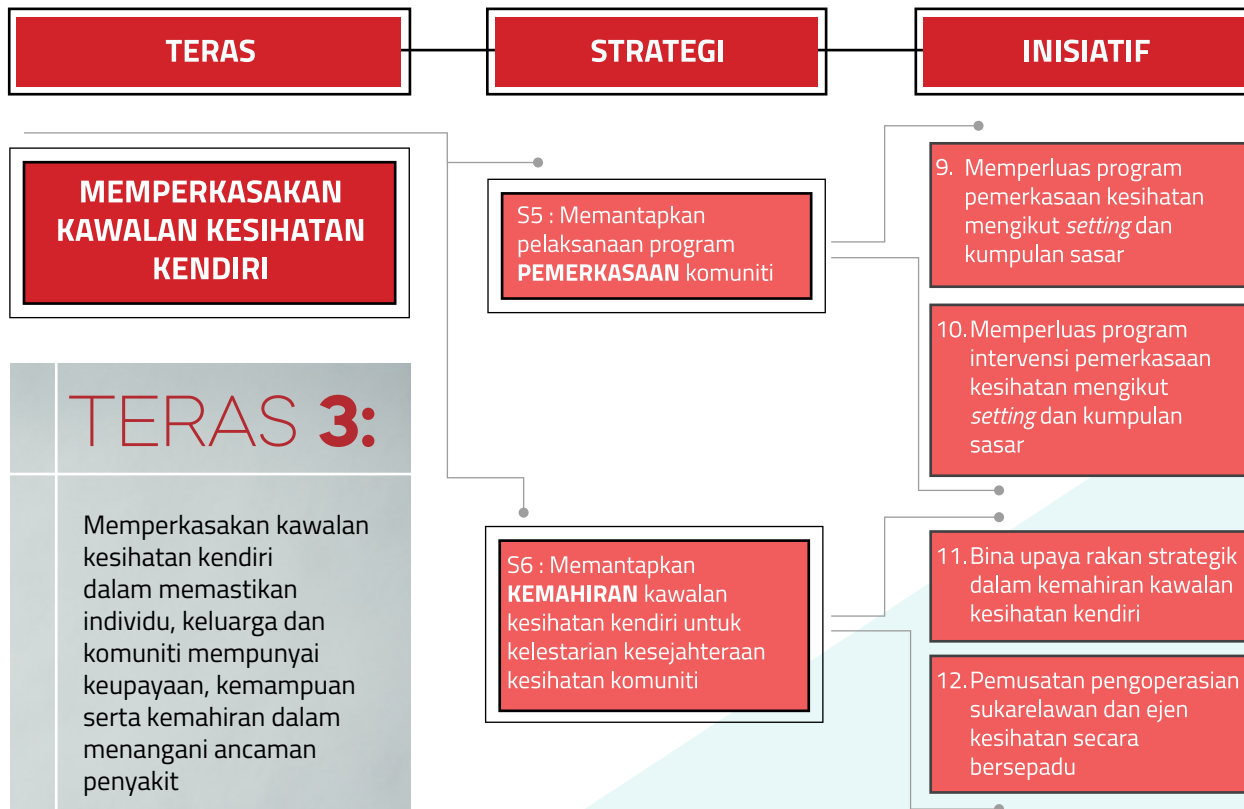 TERAS
STRATEGI
INISIATIF
MEMPERKASAKAN
KAWALAN KESIHATAN
KENDIRI
TERAS 3:
Memperkasakan kawalan
kesihatan kendiri
dalam memastikan
individu, keluarga dan
komuniti mempunyai
keupayaan, kemampuan
serta kemahiran dalam
menangani ancaman
penyakit
S5 : Memantapkan
pelaksanaan program
PEMERKASAAN komuniti
S6 : Memantapkan
KEMAHIRAN kawalan
kesihatan kendiri untuk
kelestarian kesejahteraan
kesihatan komuniti
9. Memperluas program
pemerkasaan kesihatan
mengikut setting dan
kumpulan sasar
10. Memperluas program
intervensi pemerkasaan
kesihatan mengikut
setting dan kumpulan
sasar
11. Bina upaya rakan strategik
dalam kemahiran kawalan
kesihatan kendiri
12. Pemusatan pengoperasian
sukarelawan dan ejen
kesihatan secara
bersepadu